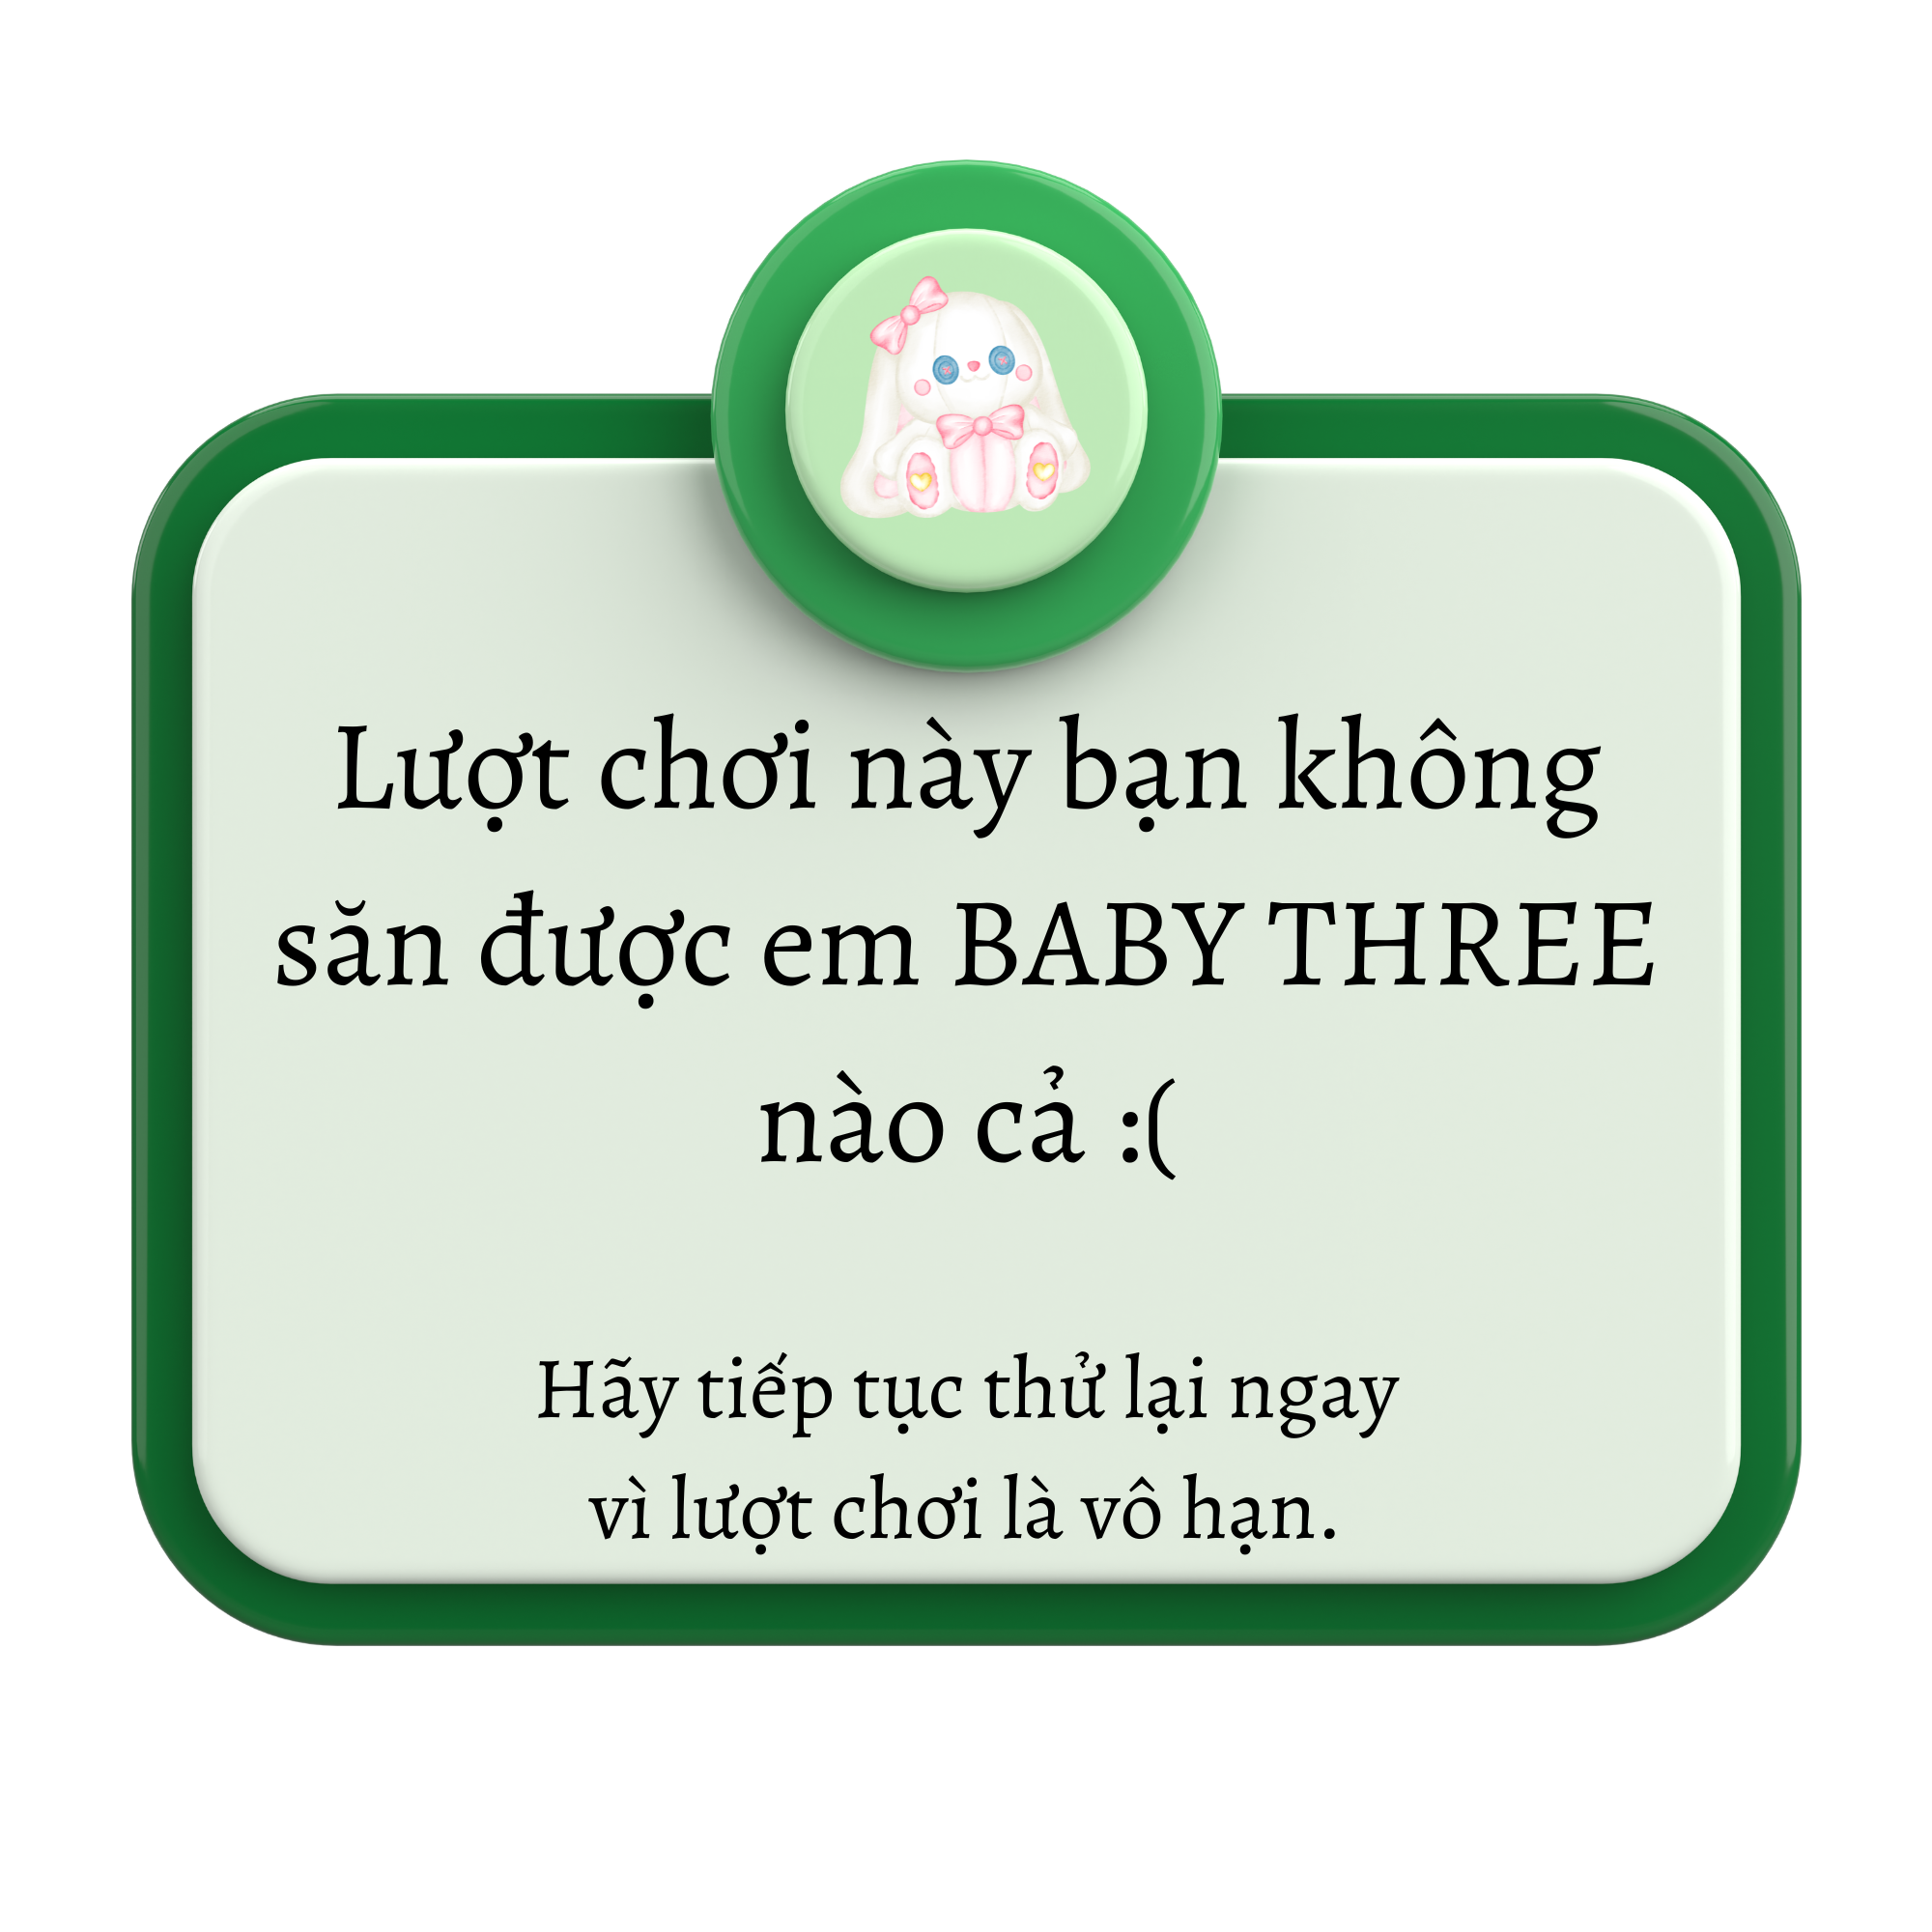 Lượt chơi này bạn không
săn được em BABY THREE
nào cả :(
Hãy tiếp tục thử lại ngay
vì lượt chơi là vô hạn.